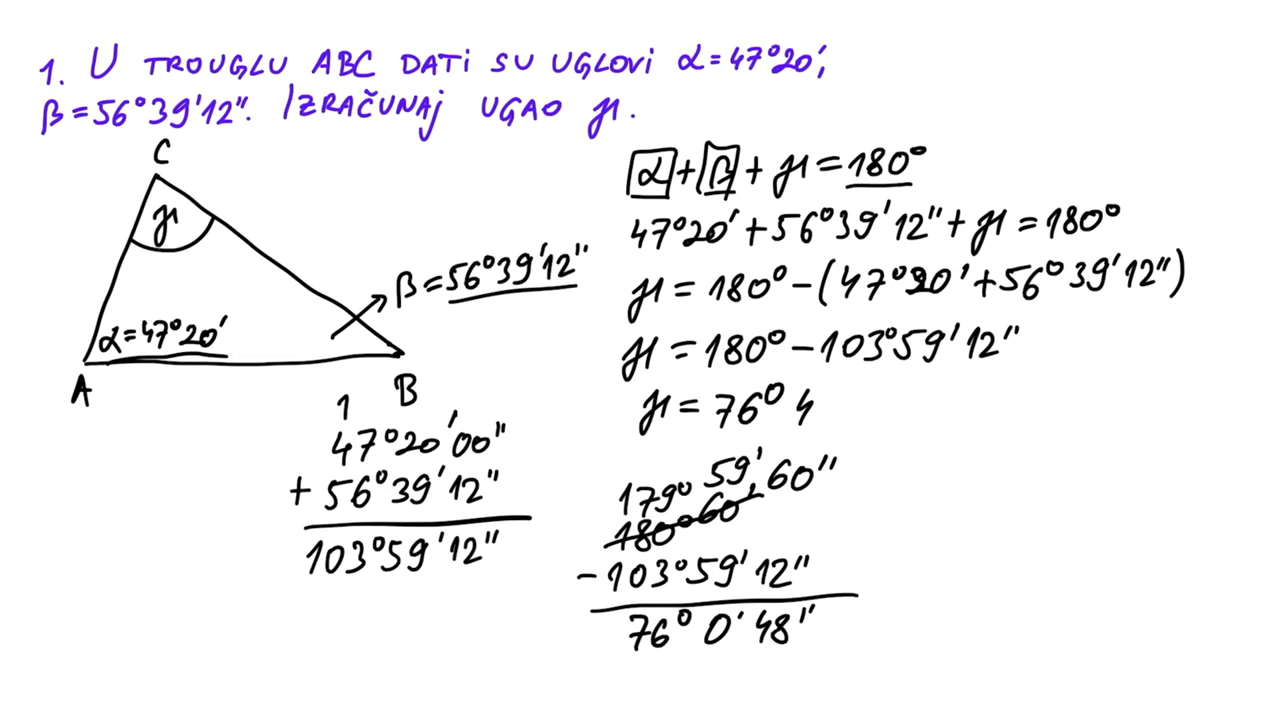 1. U TROUGLU ABC DATI SU UGLOVI α=47°20',
β=56°39'12". IZRAČUNAJ UGAO γ.
C
γ
α=47°20'
β=56°39'12"
A
B
1
47°20'00"
+ 56°39'12"
103°59'12"
α+β+γ=180°
47°20'+56°39'12"+γ=180°
γ=180°-(47°20'+56°39'12")
γ=180°-103°59'12"
γ=76°4
179° 59' 60"
180°60'
-103°59'12"
76° 0' 48"